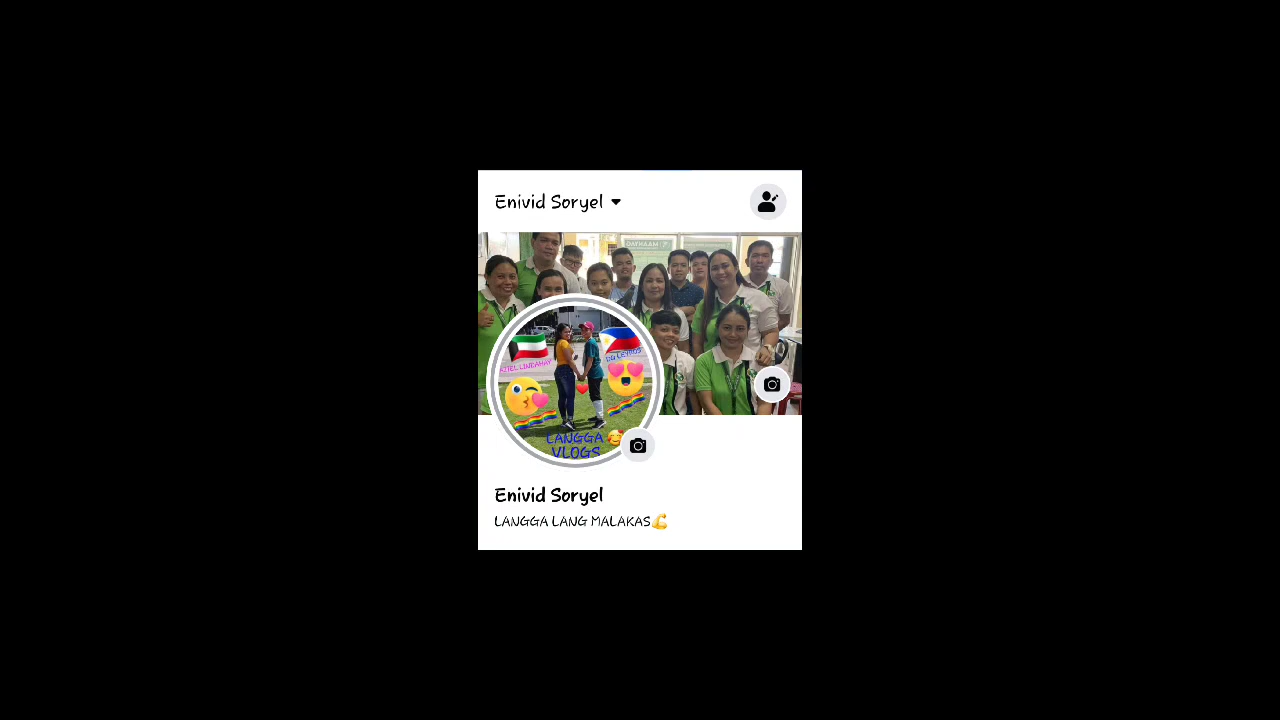 Enivid Soryel
LANGGA
VLOGS
Enivid Soryel
LANGGA LANG MALAKAS💪